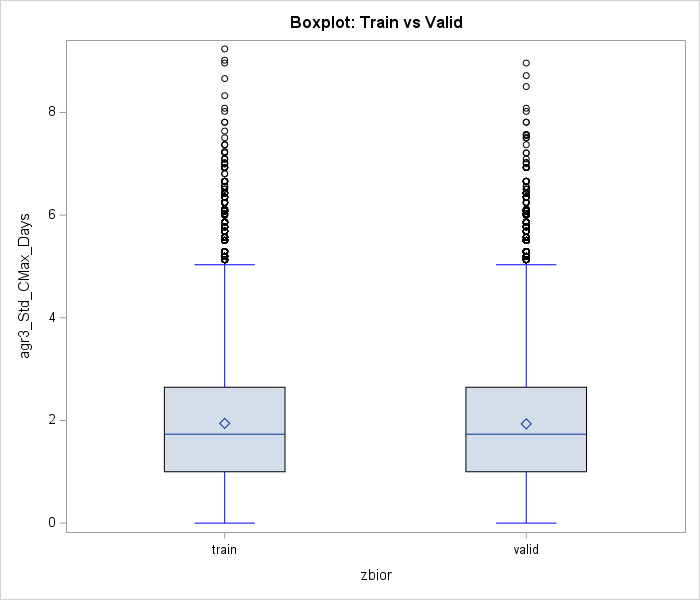 Boxplot: Train vs Valid
agr3_Std_CMax_Days
8
6
4
2
0
train valid
zbior